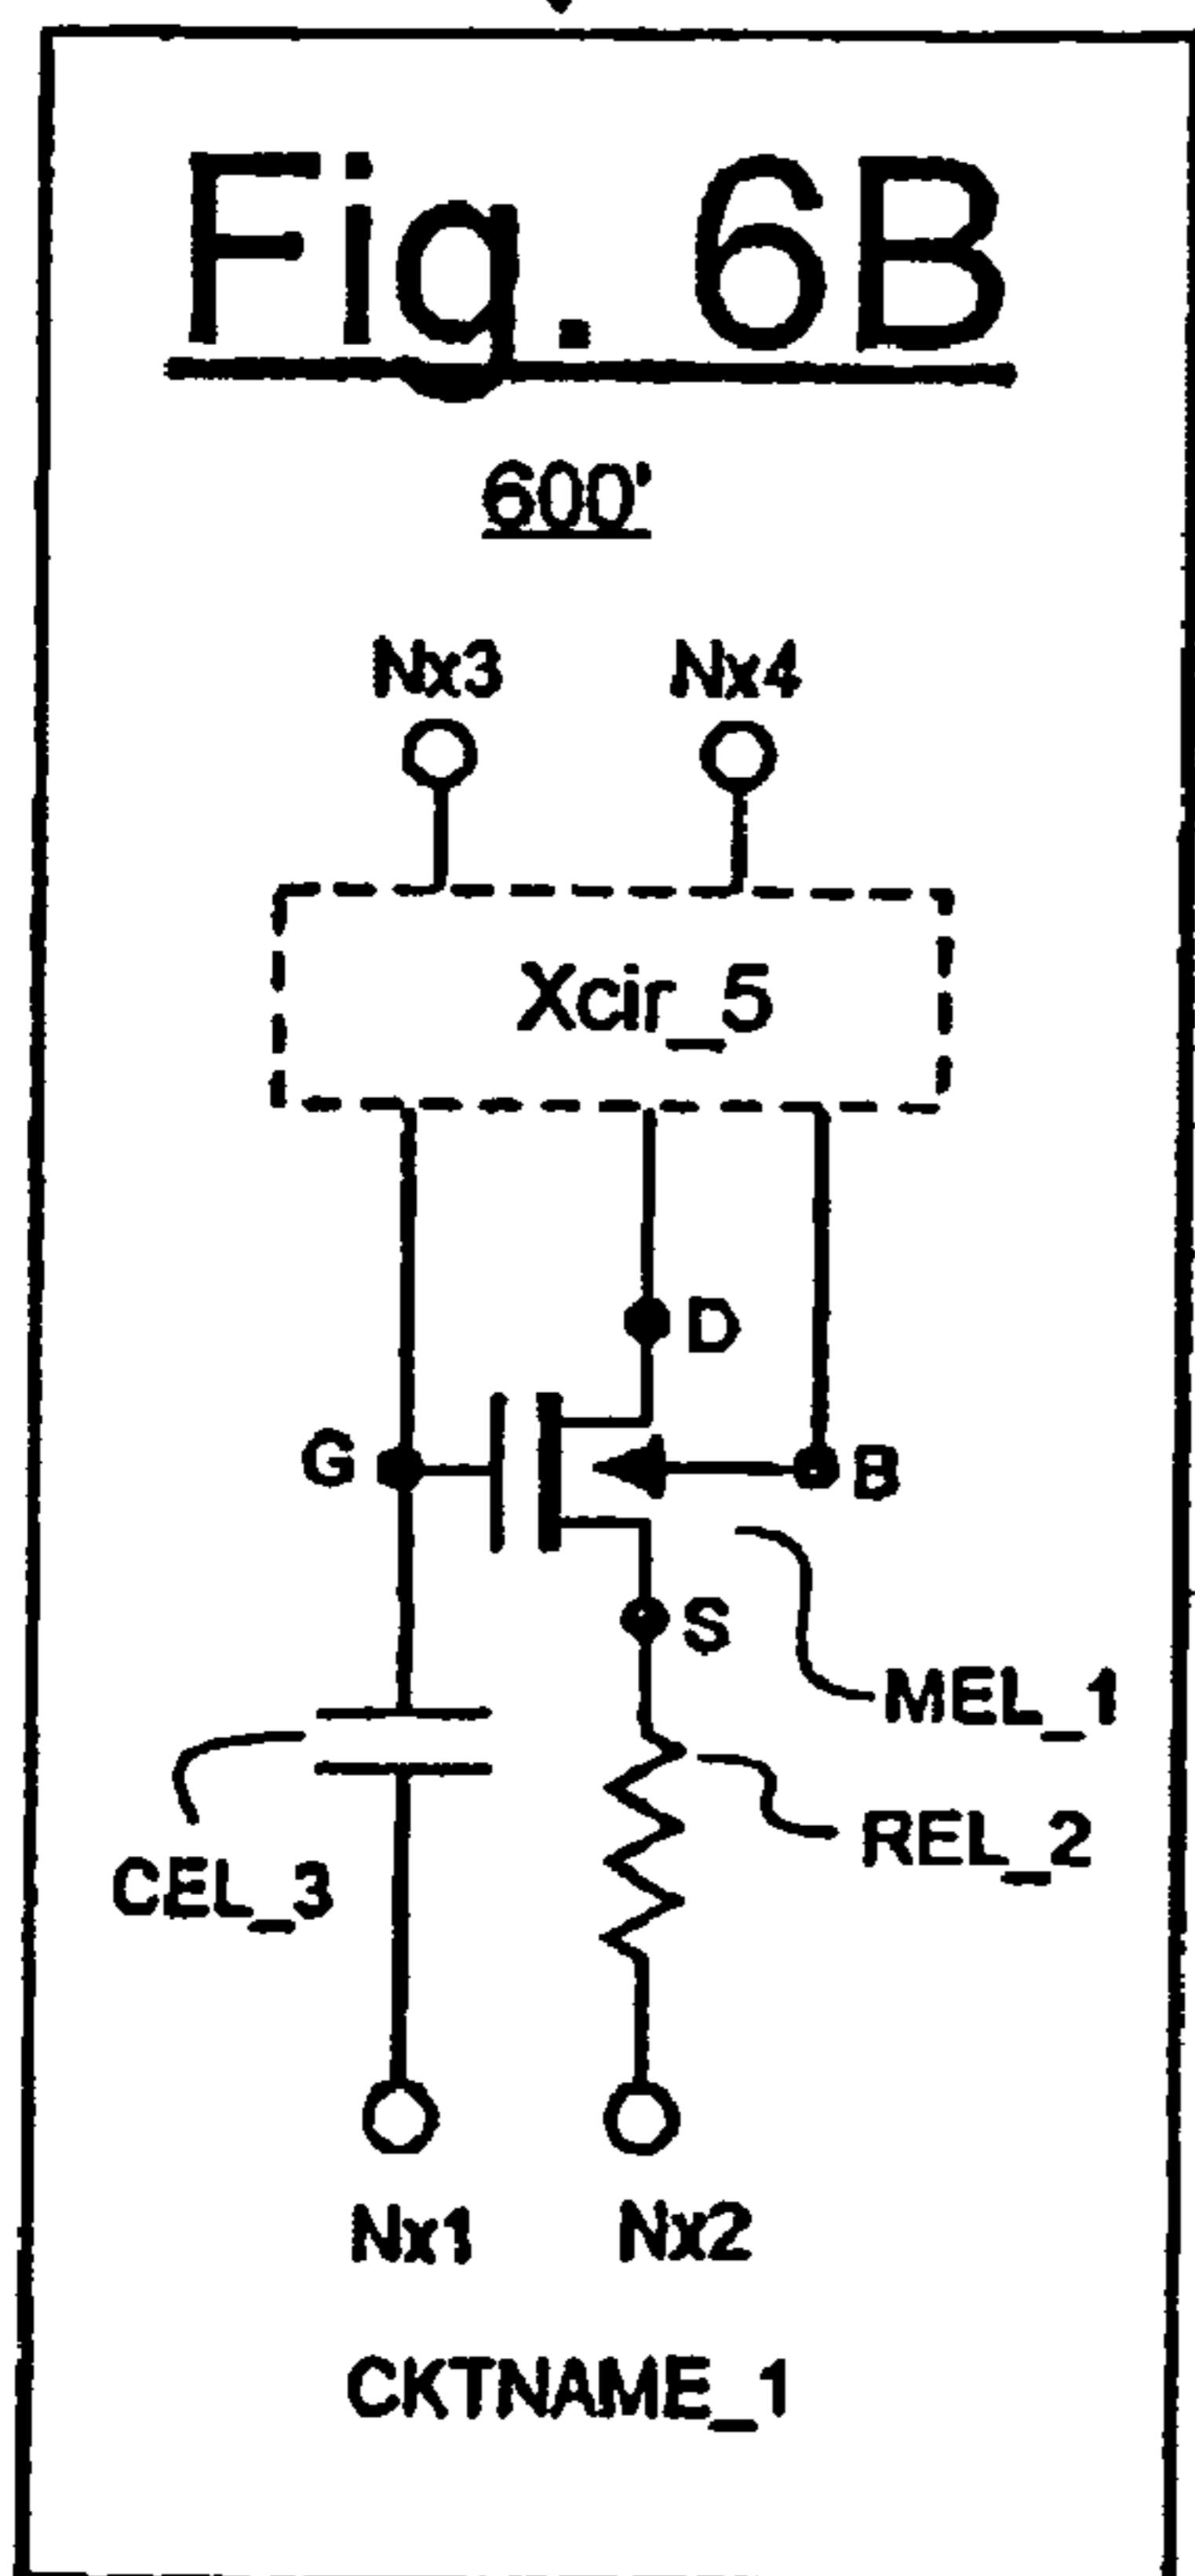 Fig. 6B
600'
Nx3 Nx4
Xcir_5
D
G B
S
MEL_1
REL_2
CEL_3
Nx1 Nx2
CKTNAME_1